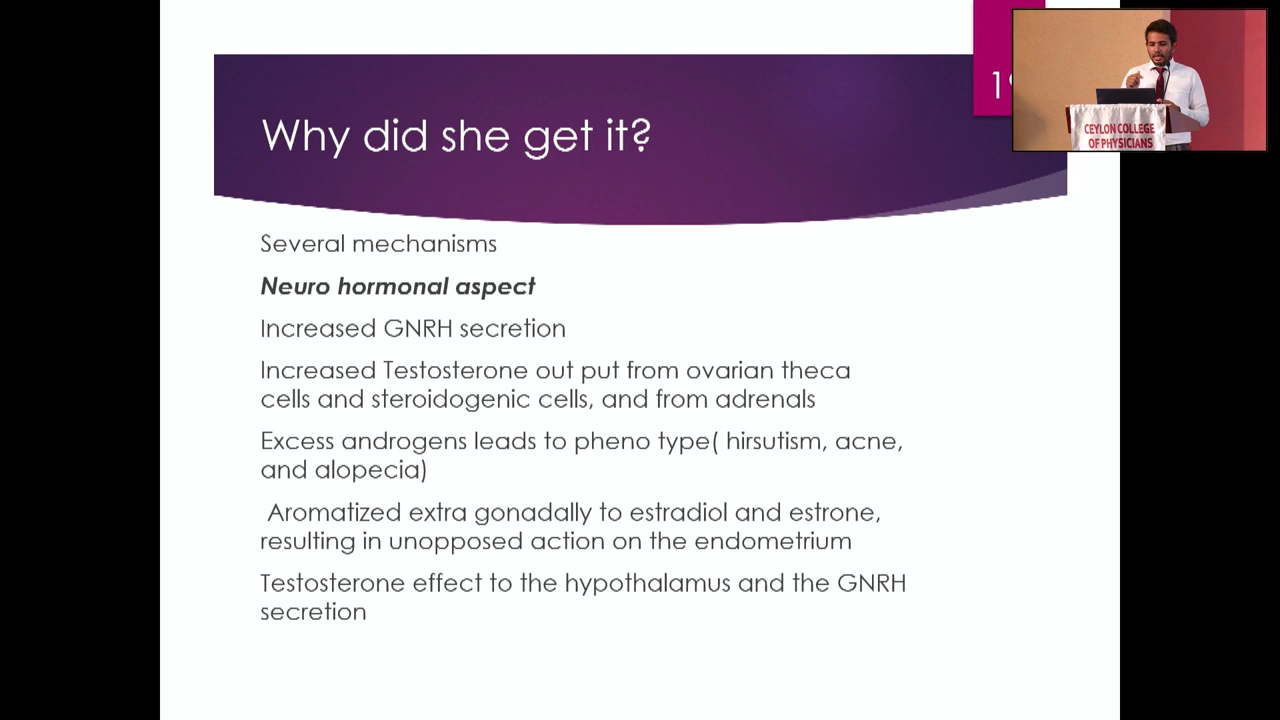 Why did she get it?
Several mechanisms
Neuro hormonal aspect
Increased GNRH secretion
Increased Testosterone out put from ovarian theca
cells and steroidogenic cells, and from adrenals
Excess androgens leads to pheno type( hirsutism, acne,
and alopecia)
Aromatized extra gonadally to estradiol and estrone,
resulting in unopposed action on the endometrium
Testosterone effect to the hypothalamus and the GNRH
secretion
CEYLON COLLEGE
OF PHYSICIANS